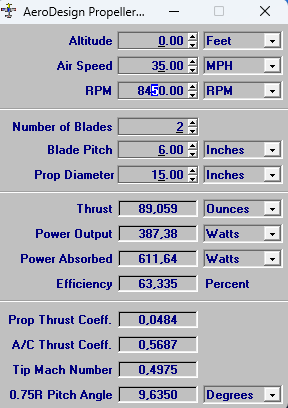 AeroDesign Propeller...
Altitude 0.00 Feet
Air Speed 35.00 MPH
RPM 8450.00 RPM
Number of Blades 2
Blade Pitch 6.00 Inches
Prop Diameter 15.00 Inches
Thrust 89,059 Ounces
Power Output 387,38 Watts
Power Absorbed 611,64 Watts
Efficiency 63,335 Percent
Prop Thrust Coeff. 0,0484
A/C Thrust Coeff. 0,5687
Tip Mach Number 0,4975
0.75R Pitch Angle 9,6350 Degrees